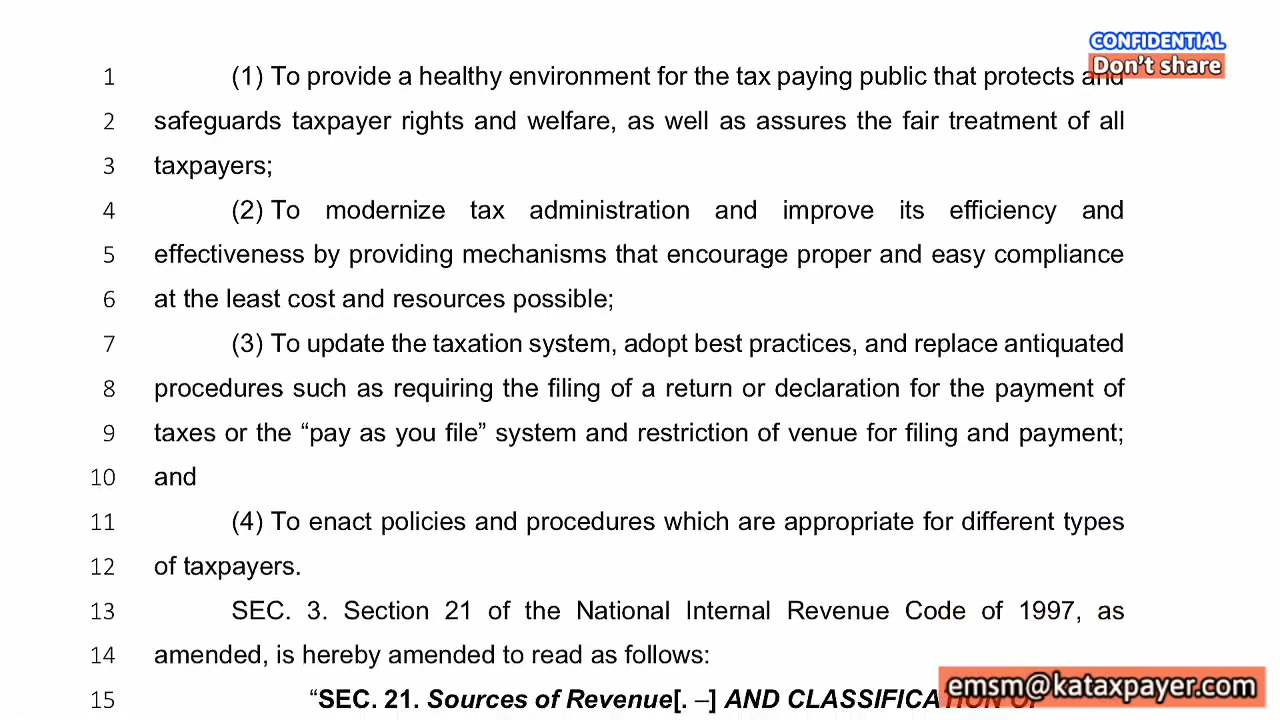 CONFIDENTIAL
Don't share
1 (1) To provide a healthy environment for the tax paying public that protects and
2 safeguards taxpayer rights and welfare, as well as assures the fair treatment of all
3 taxpayers;
4 (2) To modernize tax administration and improve its efficiency and
5 effectiveness by providing mechanisms that encourage proper and easy compliance
6 at the least cost and resources possible;
7 (3) To update the taxation system, adopt best practices, and replace antiquated
8 procedures such as requiring the filing of a return or declaration for the payment of
9 taxes or the “pay as you file” system and restriction of venue for filing and payment;
10 and
11 (4) To enact policies and procedures which are appropriate for different types
12 of taxpayers.
13 SEC. 3. Section 21 of the National Internal Revenue Code of 1997, as
14 amended, is hereby amended to read as follows:
15 “SEC. 21. Sources of Revenue[. –] AND CLASSIFICATION OF
emsm@kataxpayer.com